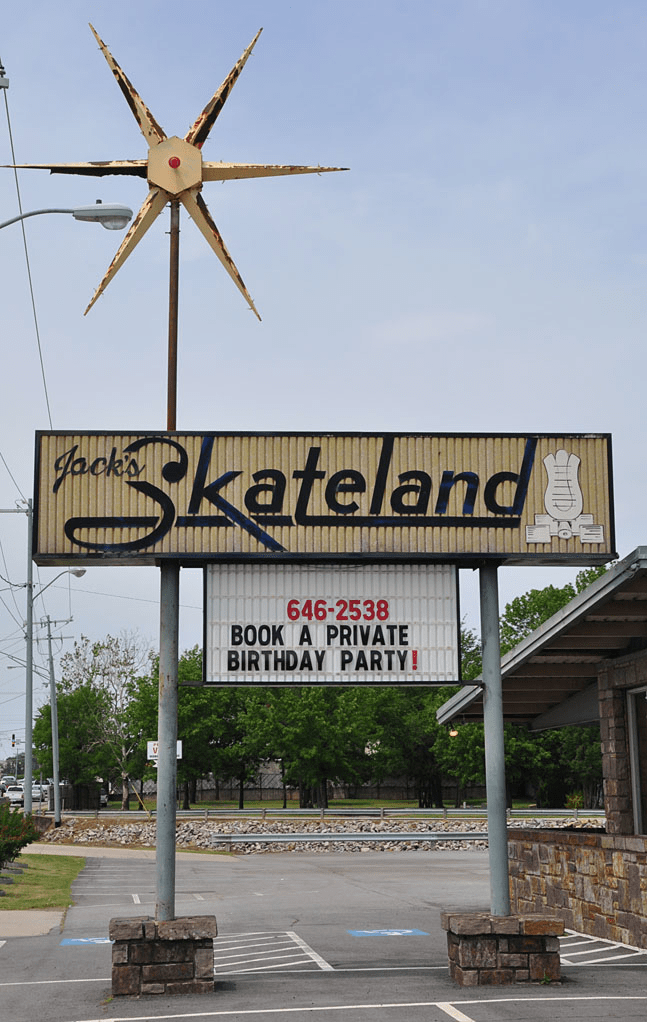 Jack's
Skateland
646-2538
BOOK A PRIVATE
BIRTHDAY PARTY!